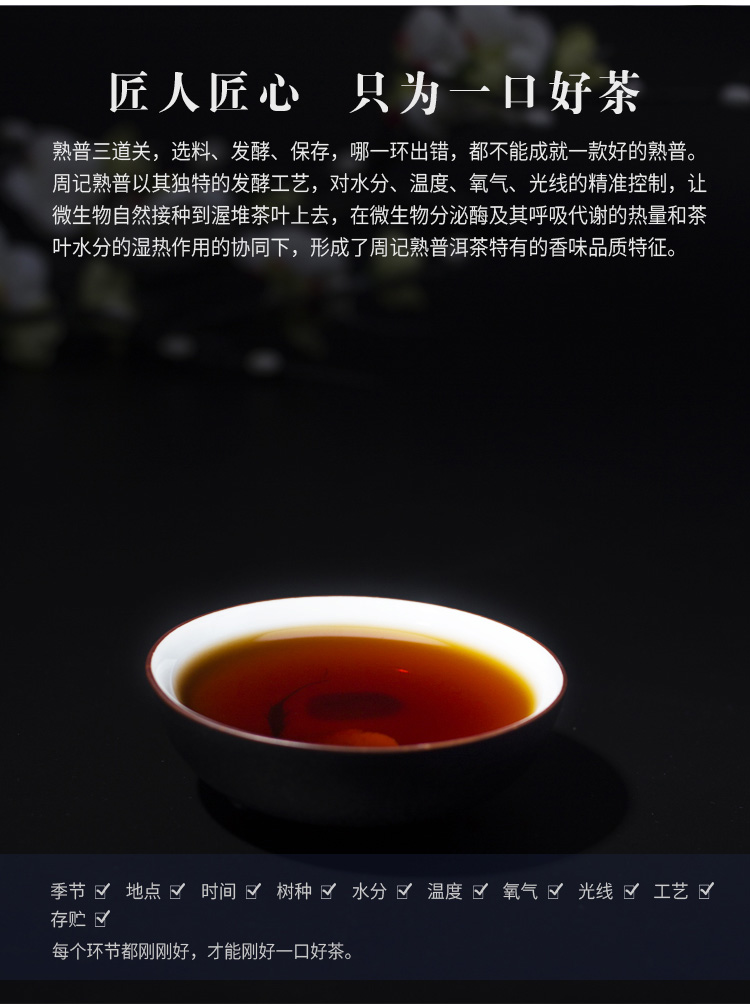 匠人匠心 只为一口好茶
熟普三道关，选料、发酵、保存，哪一环出错，都不能成就一款好的熟普。
周记熟普以其独特的发酵工艺，对水分、温度、氧气、光线的精准控制，让
微生物自然接种到渥堆茶叶上去，在微生物分泌酶及其呼吸代谢的热量和茶
叶水分的湿热作用的协同下，形成了周记熟普洱茶特有的香味品质特征。
季节 ☑ 地点 ☑ 时间 ☑ 树种 ☑ 水分 ☑ 温度 ☑ 氧气 ☑ 光线 ☑ 工艺 ☑
存贮 ☑
每个环节都刚刚好，才能刚好一口好茶。